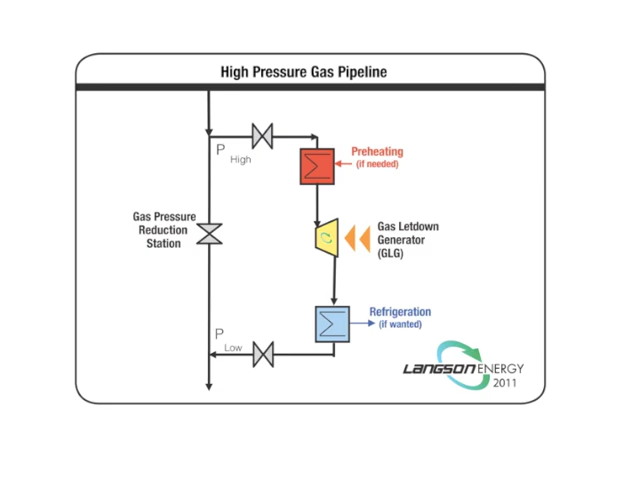 High Pressure Gas Pipeline
P High
Preheating
(if needed)
Gas Pressure
Reduction
Station
Gas Letdown
Generator
(GLG)
Refrigeration
(if wanted)
P Low
LANGSON ENERGY
2011